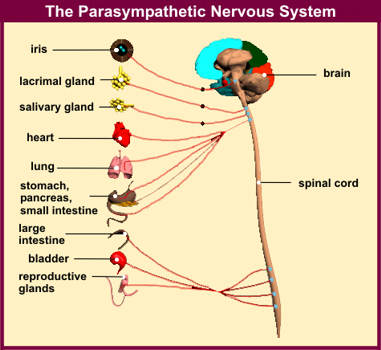 The Parasympathetic Nervous System
iris
lacrimal gland
salivary gland
heart
lung
stomach,
pancreas,
small intestine
large
intestine
bladder
reproductive
glands
brain
spinal cord